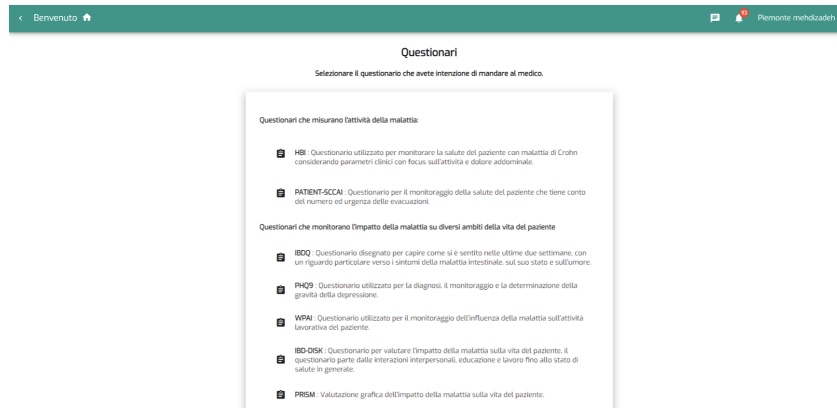 Benvenuto
13
Piemonte mehdizadeh
Questionari
Selezionare il questionario che avete intenzione di mandare al medico.
Questionari che misurano l'attività della malattia:
HBI : Questionario utilizzato per monitorare la salute del paziente con malattia di Crohn
considerando parametri clinici con focus sull'attività e dolore addominale.
PATIENT-SCCAI : Questionario per il monitoraggio della salute del paziente che tiene conto
del numero ed urgenza delle evacuazioni.
Questionari che monitorano l'impatto della malattia su diversi ambiti della vita del paziente
IBDQ : Questionario disegnato per capire come si è sentito nelle ultime due settimane, con
un riguardo particolare verso i sintomi della malattia intestinale, sul suo stato e sull'umore.
PHQ9 : Questionario utilizzato per la diagnosi, il monitoraggio e la determinazione della
gravità della depressione.
WPAI : Questionario utilizzato per il monitoraggio dell'influenza della malattia sull'attività
lavorativa del paziente.
IBD-DISK : Questionario per valutare l'impatto della malattia sulla vita del paziente, il
questionario parte dalle interazioni interpersonali, educazione e lavoro fino allo stato di
salute in generale.
PRISM : Valutazione grafica dell'impatto della malattia sulla vita del paziente.